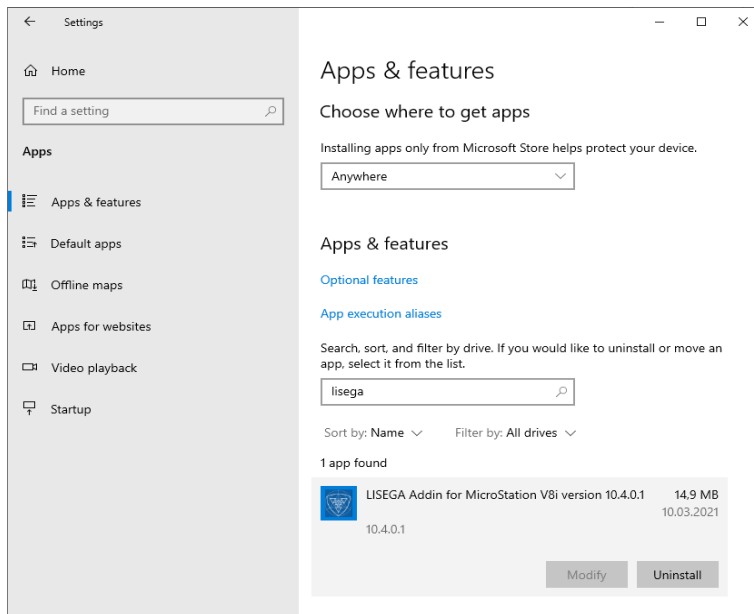 Settings
Home
Find a setting
Apps
Apps & features
Default apps
Offline maps
Apps for websites
Video playback
Startup
Apps & features
Choose where to get apps
Installing apps only from Microsoft Store helps protect your device.
Anywhere
Apps & features
Optional features
App execution aliases
Search, sort, and filter by drive. If you would like to uninstall or move an
app, select it from the list.
lisega
Sort by: Name Filter by: All drives
1 app found
LISEGA Addin for MicroStation V8i version 10.4.0.1 14,9 MB
10.03.2021
10.4.0.1
Modify Uninstall